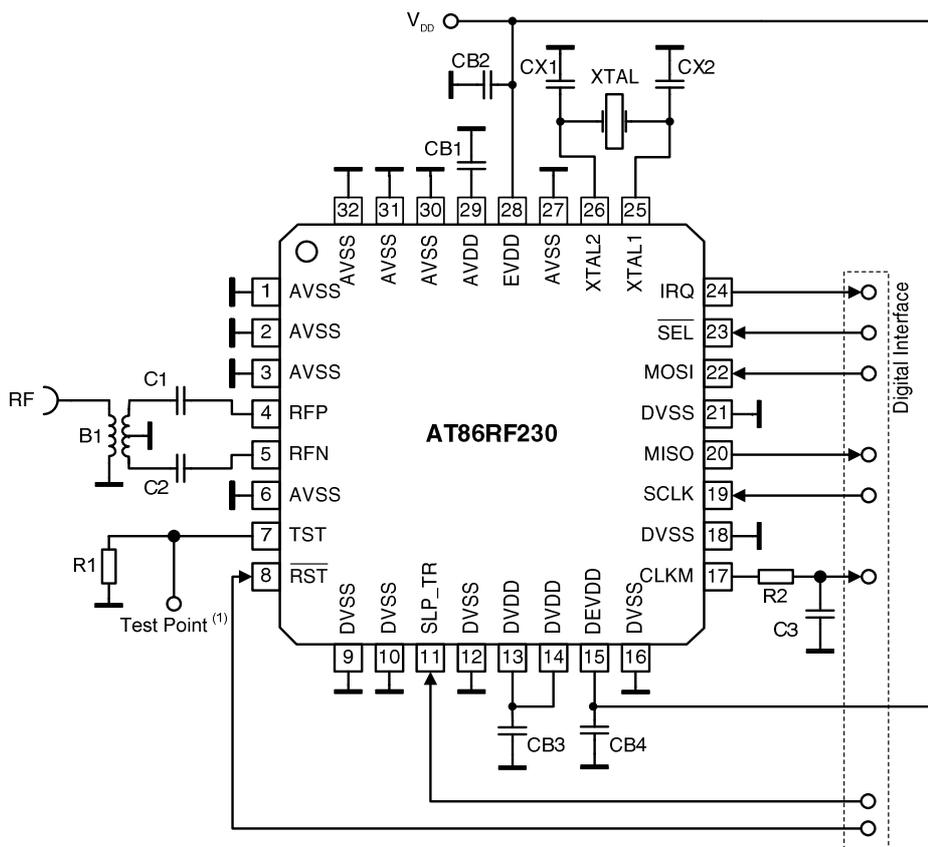 V_DD
CB2
CX1
XTAL
CX2
CB1
32 31 30 29 28 27 26 25
AVSS AVSS AVSS AVDD EVDD AVSS XTAL2 XTAL1
1 AVSS
2 AVSS
3 AVSS
RF
B1
C1
4 RFP
5 RFN
C2
6 AVSS
7 TST
R1
8 R̅S̅T̅
Test Point (1)
AT86RF230
IRQ 24
S̅E̅L̅ 23
MOSI 22
DVSS 21
MISO 20
SCLK 19
DVSS 18
CLKM 17
R2
C3
Digital Interface
DVSS DVSS SLP_TR DVSS DVDD DVDD DEVDD DVSS
9 10 11 12 13 14 15 16
CB3
CB4